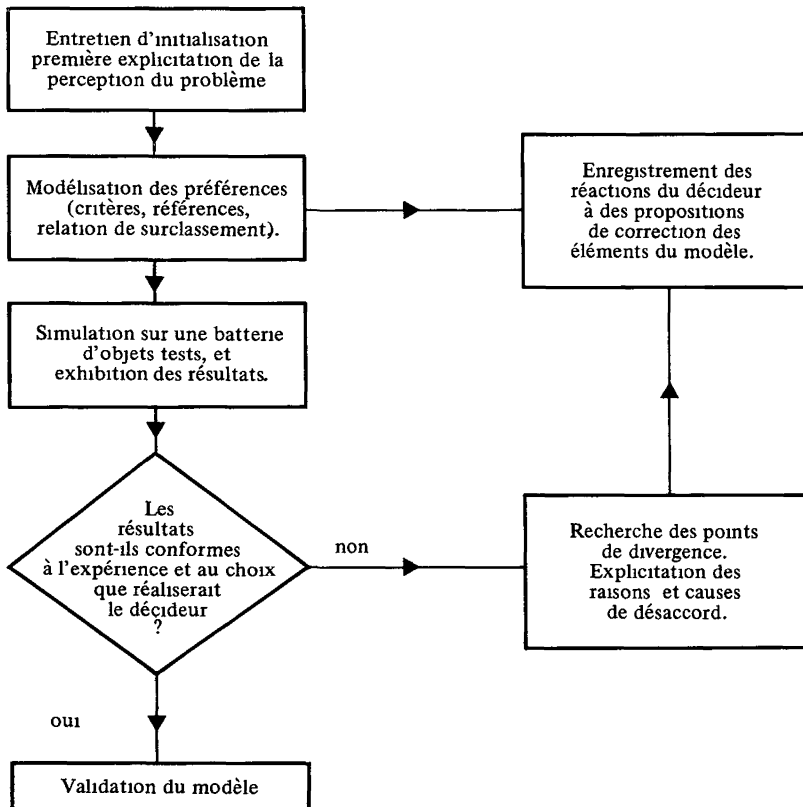 Entretien d'initialisation
première explicitation de la
perception du problème
Modélisation des préférences
(critères, références,
relation de surclassement).
Enregistrement des
réactions du décideur
à des propositions
de correction des
éléments du modèle.
Simulation sur une batterie
d'objets tests, et
exhibition des résultats.
Les
résultats
sont-ils conformes
à l'expérience et au choix
que réaliserait
le décideur
?
non
Recherche des points
de divergence.
Explicitation des
raisons et causes
de désaccord.
oui
Validation du modèle